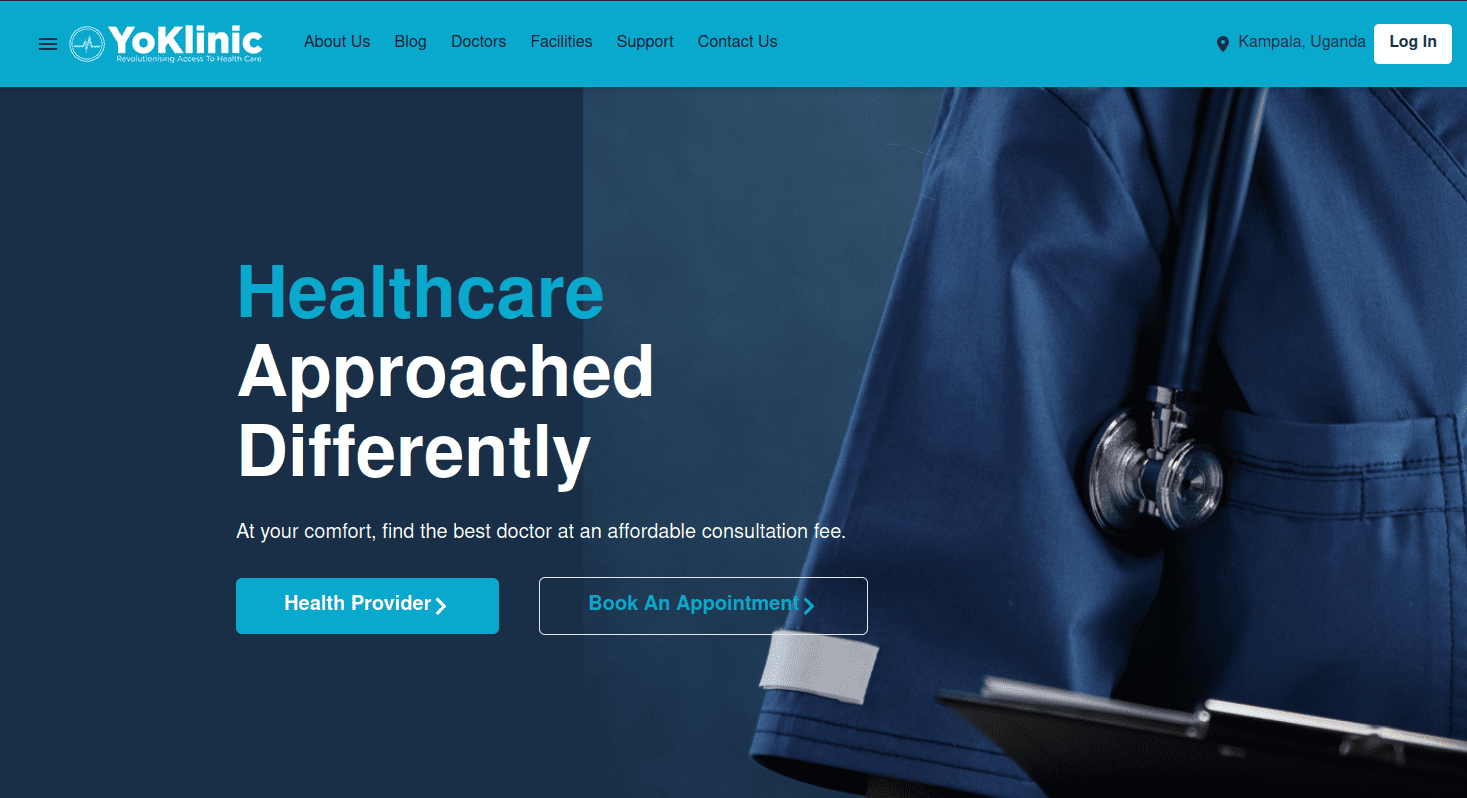 YoKlinic
Revolutionising Access To Health Care
About Us Blog Doctors Facilities Support Contact Us
Kampala, Uganda Log In
Healthcare
Approached
Differently
At your comfort, find the best doctor at an affordable consultation fee.
Health Provider
Book An Appointment